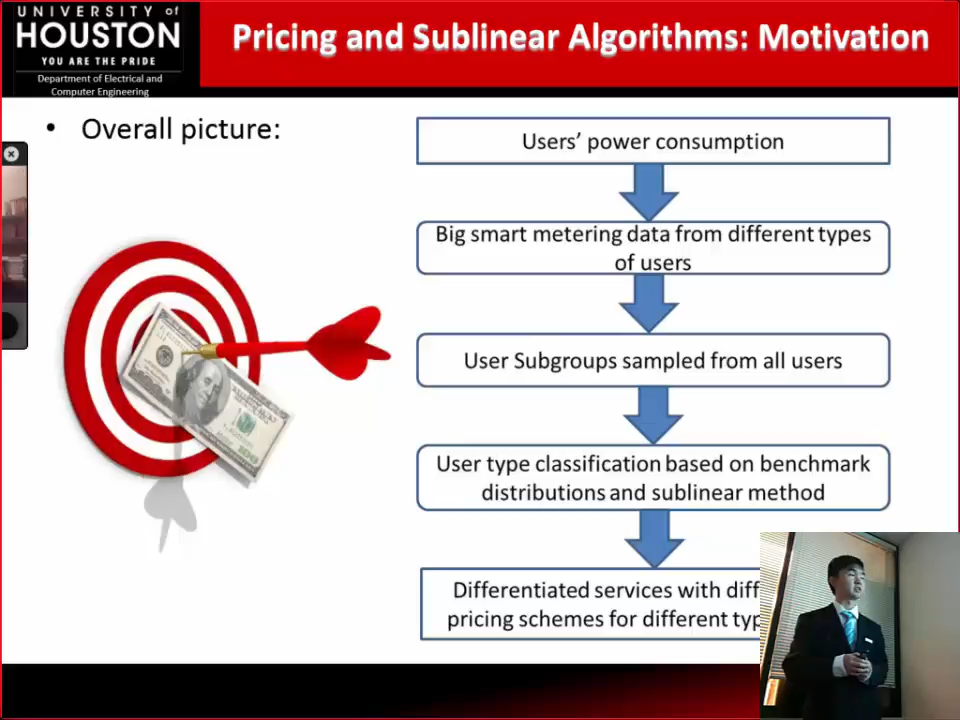 UNIVERSITY of
HOUSTON
YOU ARE THE PRIDE
Department of Electrical and
Computer Engineering
Pricing and Sublinear Algorithms: Motivation
• Overall picture:
Users’ power consumption
Big smart metering data from different types
of users
User Subgroups sampled from all users
User type classification based on benchmark
distributions and sublinear method
Differentiated services with
pricing schemes for different